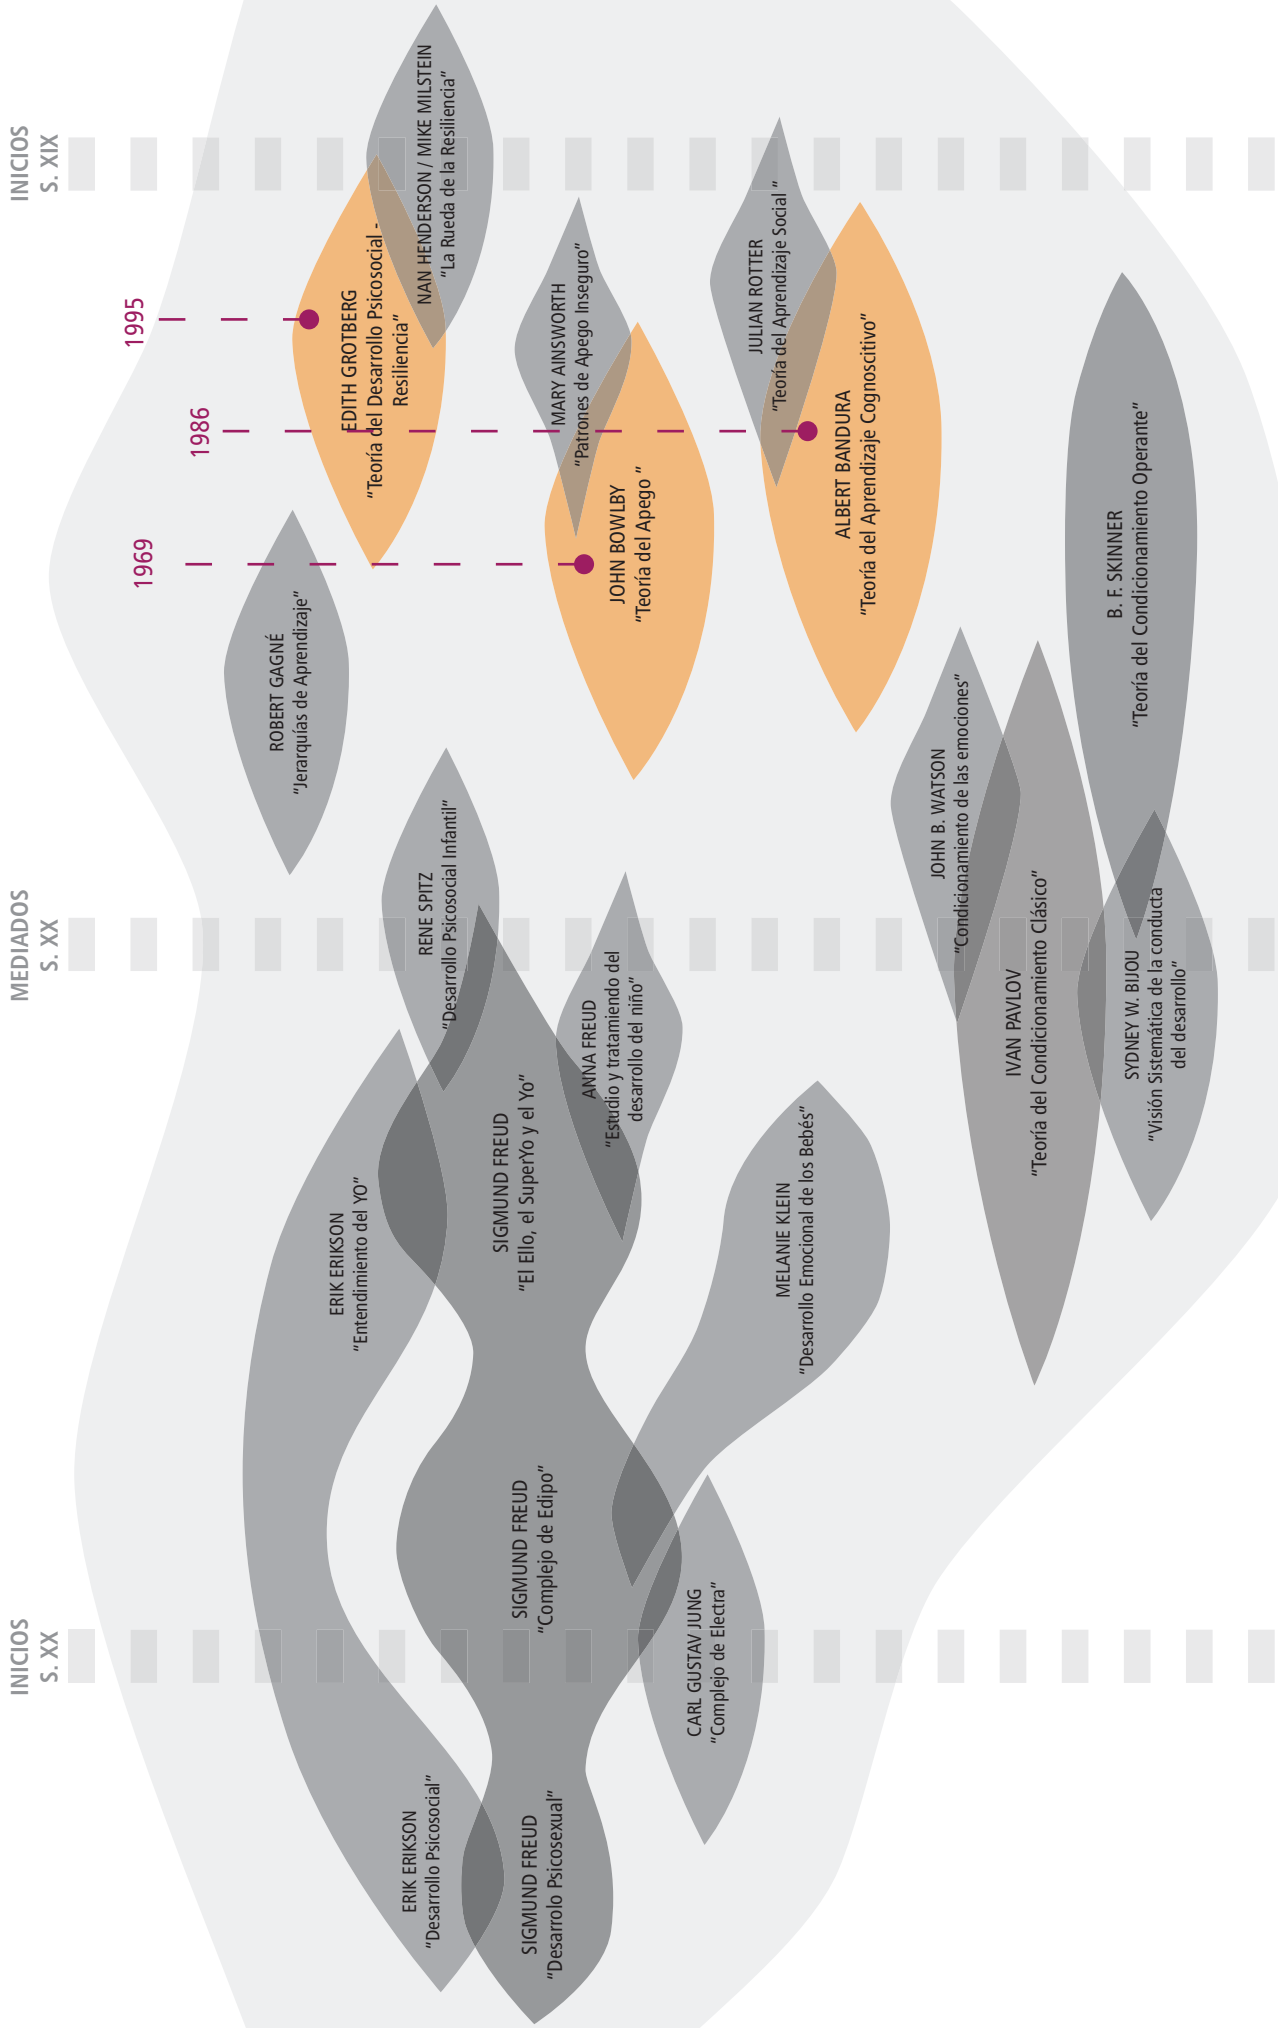 INICIOS
S. XX
MEDIADOS
S. XX
INICIOS
S. XIX
1969
1986
1995
ERIK ERIKSON
“Desarrollo Psicosocial”
SIGMUND FREUD
“Desarrolo Psicosexual”
CARL GUSTAV JUNG
“Complejo de Electra”
SIGMUND FREUD
“Complejo de Edipo”
ERIK ERIKSON
“Entendimiento del YO”
SIGMUND FREUD
“El Ello, el SuperYo y el Yo”
MELANIE KLEIN
“Desarrollo Emocional de los Bebés”
RENE SPITZ
“Desarrollo Psicosocial Infantil”
ANNA FREUD
“Estudio y tratamiendo del
desarrollo del niño”
IVAN PAVLOV
“Teoría del Condicionamiento Clásico”
SYDNEY W. BIJOU
“Visión Sistemática de la conducta
del desarrollo”
JOHN B. WATSON
“Condicionamiento de las emociones”
ROBERT GAGNÉ
“Jerarquías de Aprendizaje”
JOHN BOWLBY
“Teoría del Apego ”
ALBERT BANDURA
“Teoría del Aprendizaje Cognoscitivo”
B. F. SKINNER
“Teoría del Condicionamiento Operante”
EDITH GROTBERG
“Teoría del Desarrollo Psicosocial -
Resiliencia”
MARY AINSWORTH
“Patrones de Apego Inseguro”
JULIAN ROTTER
“Teoría del Aprendizaje Social ”
NAN HENDERSON / MIKE MILSTEIN
“La Rueda de la Resiliencia”